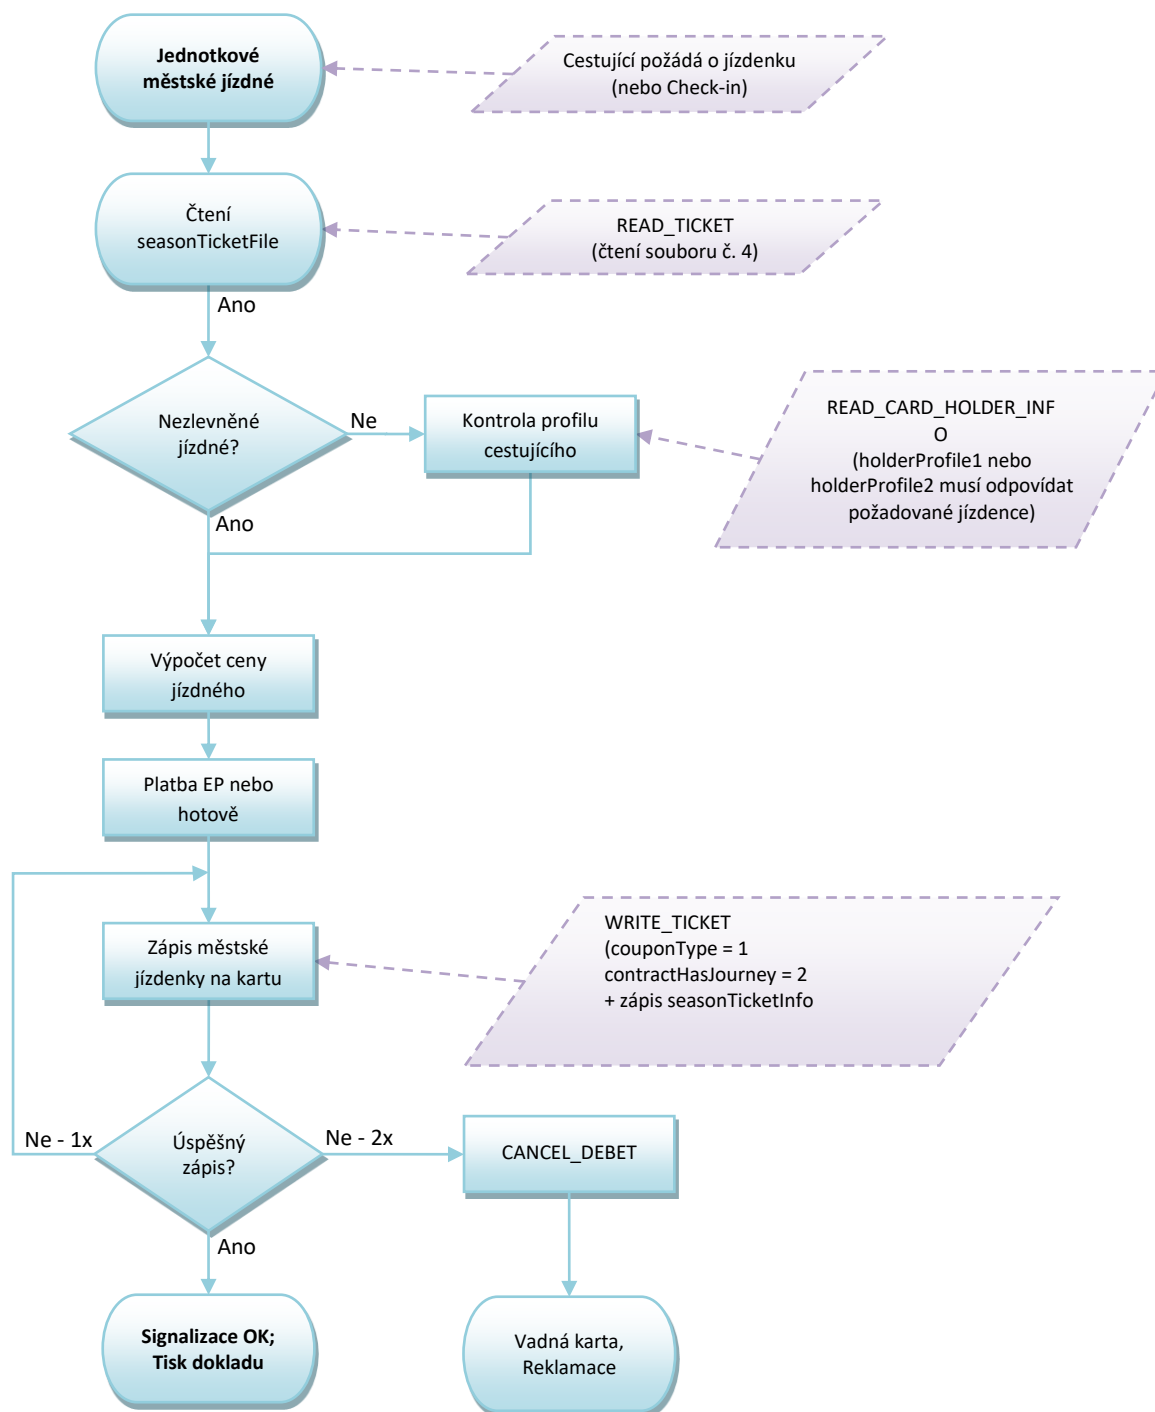 Jednotkové
městské jízdné
Cestující požádá o jízdenku
(nebo Check-in)
Čtení
seasonTicketFile
READ_TICKET
(čtení souboru č. 4)
Ano
Nezlevněné
jízdné?
Ne
Kontrola profilu
cestujícího
READ_CARD_HOLDER_INF
O
(holderProfile1 nebo
holderProfile2 musí odpovídat
požadované jízdence)
Ano
Výpočet ceny
jízdného
Platba EP nebo
hotově
Zápis městské
jízdenky na kartu
WRITE_TICKET
(couponType = 1
contractHasJourney = 2
+ zápis seasonTicketInfo
Ne - 1x
Úspěšný
zápis?
Ne - 2x
CANCEL_DEBET
Ano
Signalizace OK;
Tisk dokladu
Vadná karta,
Reklamace